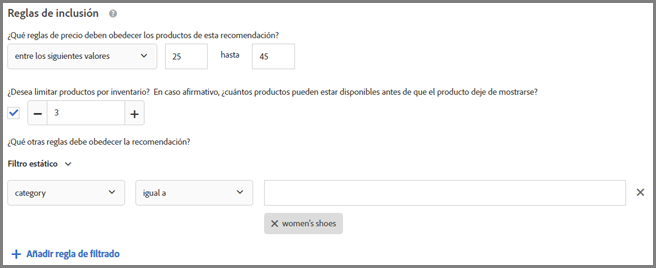 Reglas de inclusión
¿Qué reglas de precio deben obedecer los productos de esta recomendación?
entre los siguientes valores 25 hasta 45
¿Desea limitar productos por inventario? En caso afirmativo, ¿cuántos productos pueden estar disponibles antes de que el producto deje de mostrarse?
3
¿Qué otras reglas debe obedecer la recomendación?
Filtro estático
category igual a
women's shoes
Añadir regla de filtrado